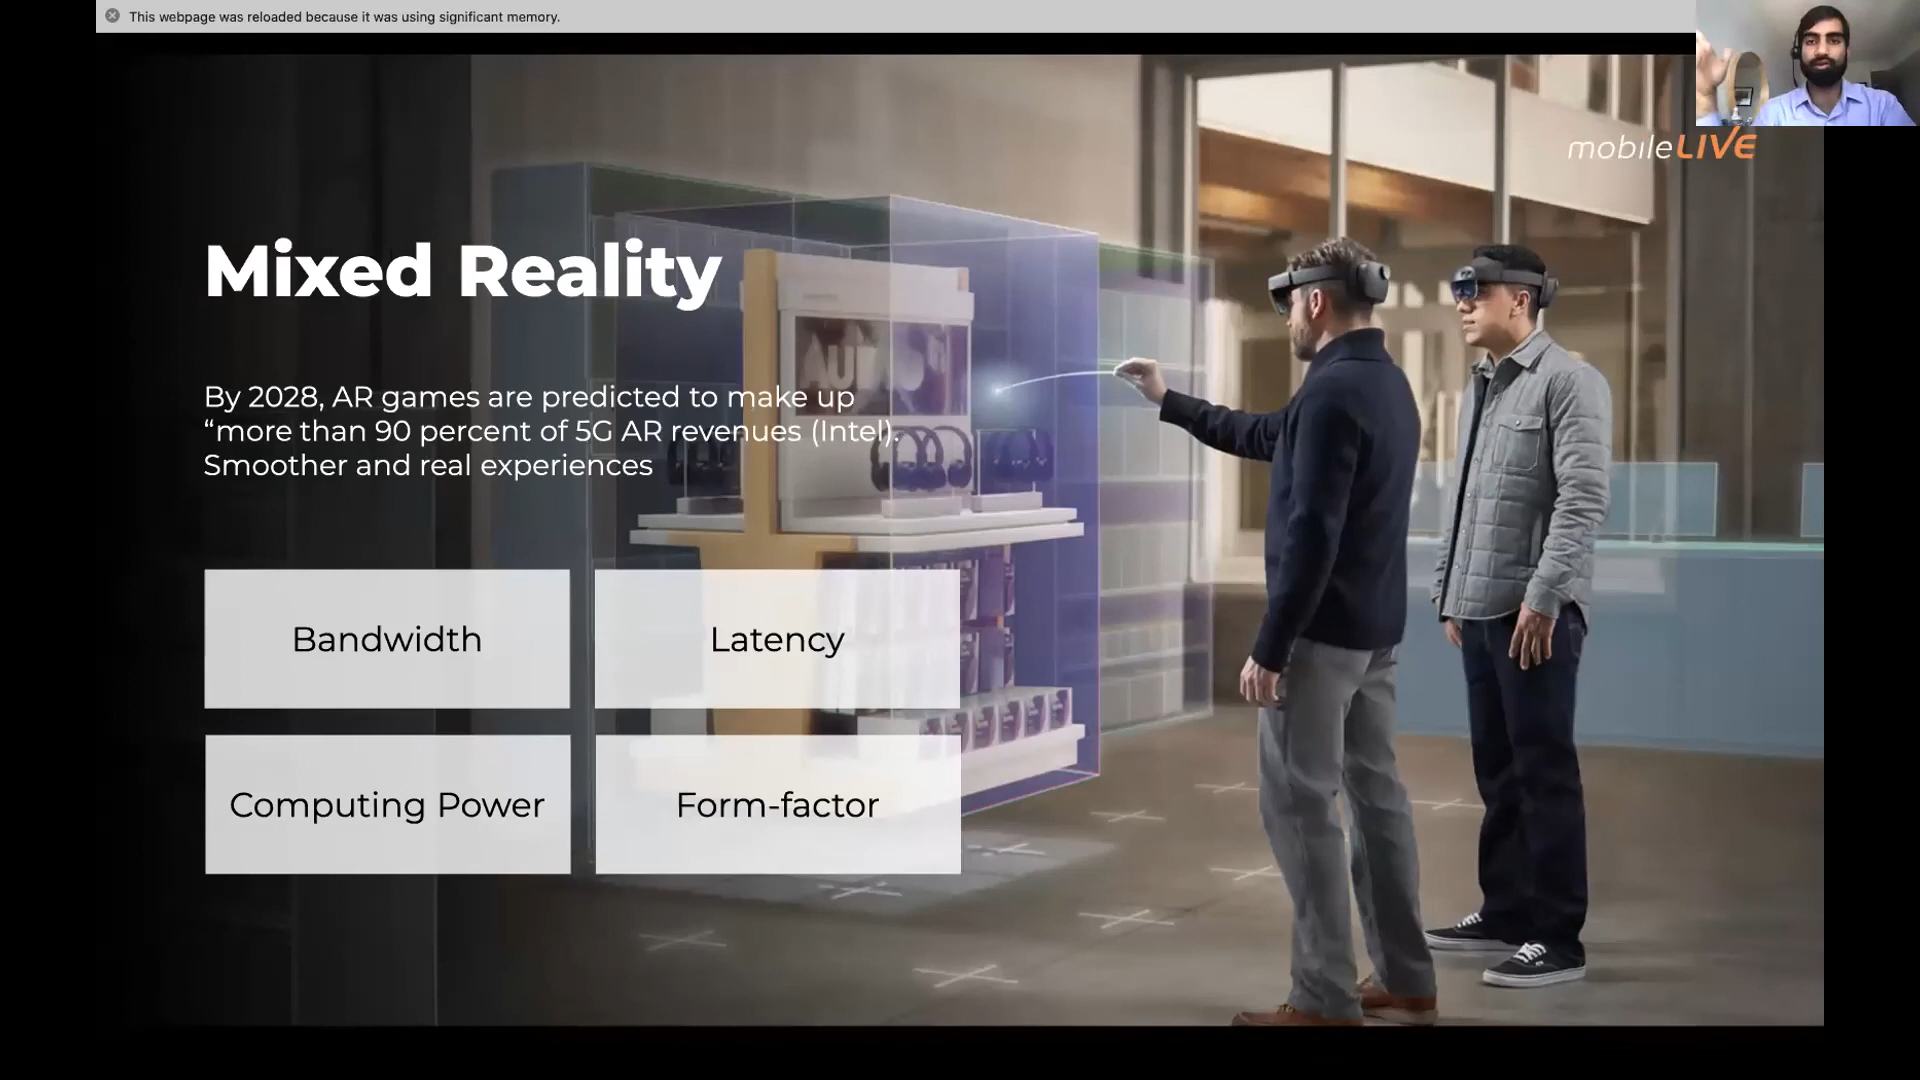 This webpage was reloaded because it was using significant memory.
mobileLIVE
Mixed Reality
By 2028, AR games are predicted to make up
“more than 90 percent of 5G AR revenues (Intel).
Smoother and real experiences
Bandwidth
Latency
Computing Power
Form-factor